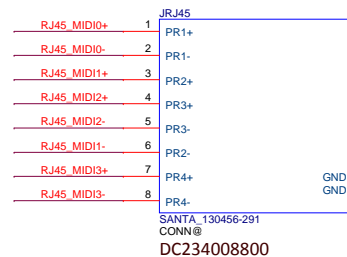 JRJ45
RJ45_MIDI0+ 1 PR1+
RJ45_MIDI0- 2 PR1-
RJ45_MIDI1+ 3 PR2+
RJ45_MIDI2+ 4 PR3+
RJ45_MIDI2- 5 PR3-
RJ45_MIDI1- 6 PR2-
RJ45_MIDI3+ 7 PR4+ GND
RJ45_MIDI3- 8 PR4- GND
SANTA_130456-291
CONN@
DC234008800